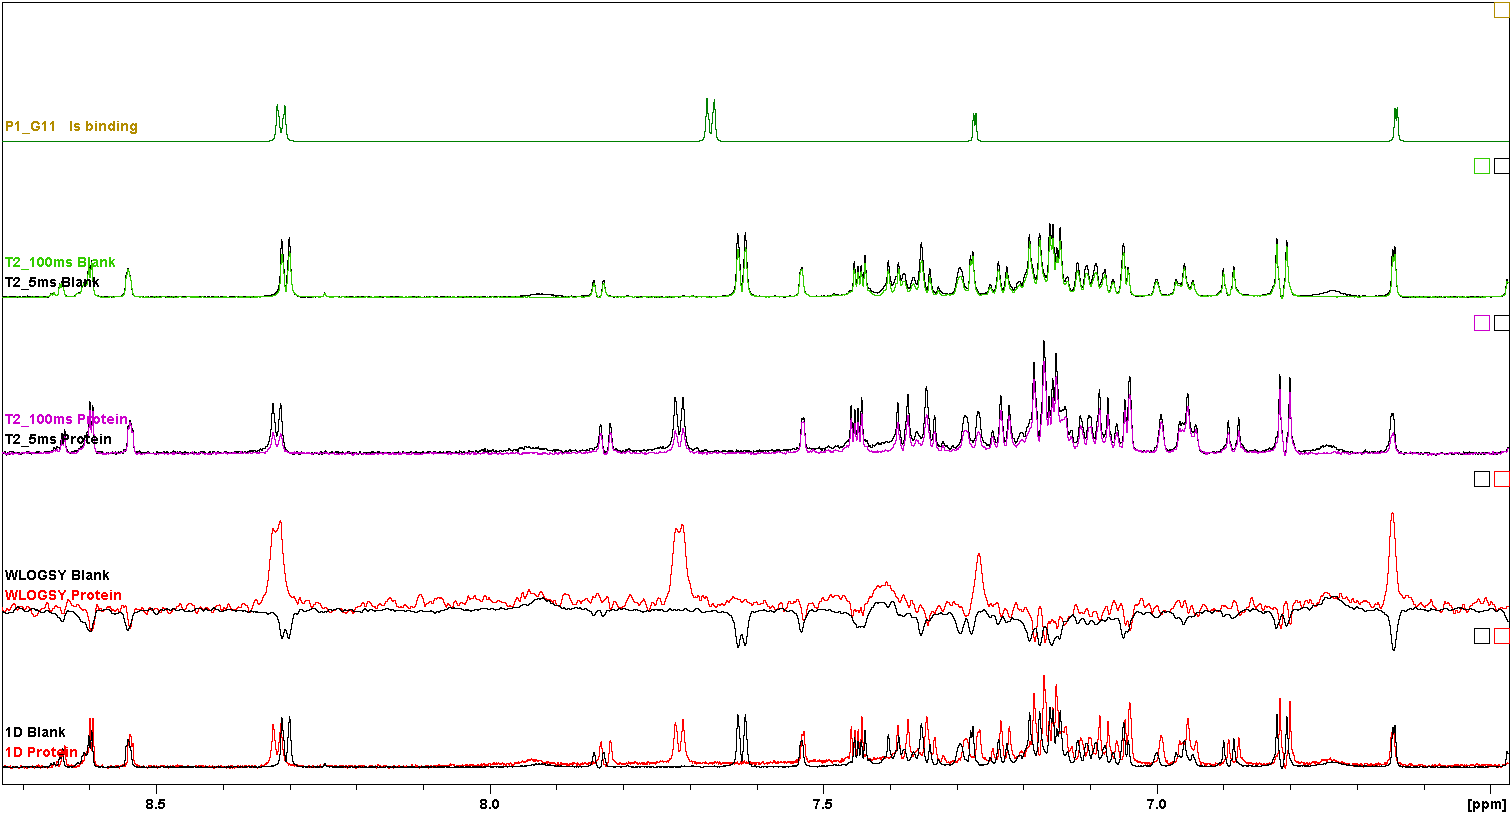 P1_G11 Is binding
T2_100ms Blank
T2_5ms Blank
T2_100ms Protein
T2_5ms Protein
WLOGSY Blank
WLOGSY Protein
1D Blank
1D Protein
8.5 8.0 7.5 7.0 [ppm]